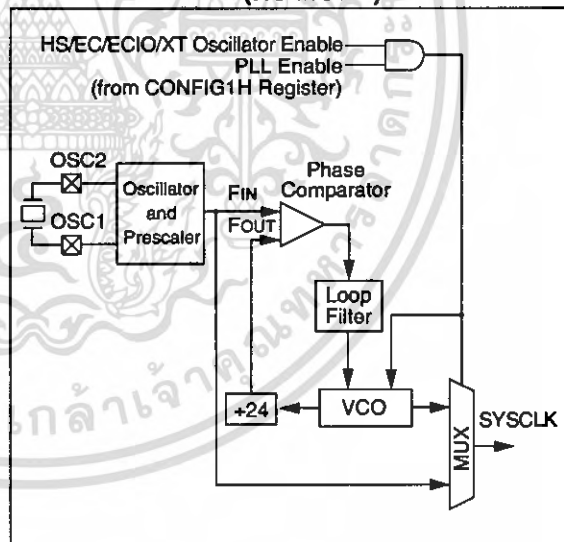 HS/EC/ECIO/XT Oscillator Enable
PLL Enable
(from CONFIG1H Register)
OSC2
OSC1
Oscillator
and
Prescaler
FIN
FOUT
Phase
Comparator
Loop
Filter
÷24
VCO
MUX
SYSCLK